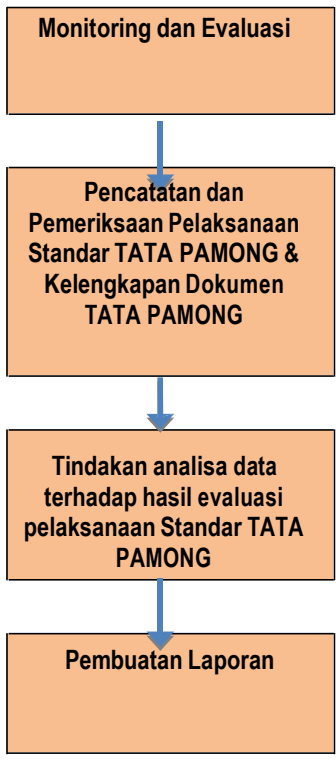 Monitoring dan Evaluasi
Pencatatan dan
Pemeriksaan Pelaksanaan
Standar TATA PAMONG &
Kelengkapan Dokumen
TATA PAMONG
Tindakan analisa data
terhadap hasil evaluasi
pelaksanaan Standar TATA
PAMONG
Pembuatan Laporan